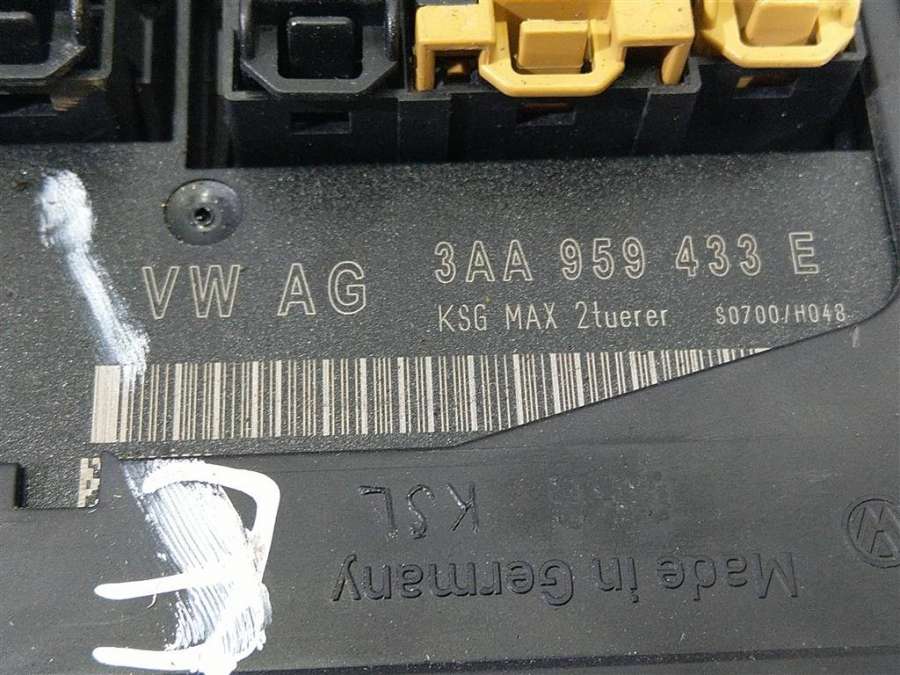 VW AG 3AA 959 433 E
KSG MAX 2tuerer S0700/H048
KSL
Made in Germany